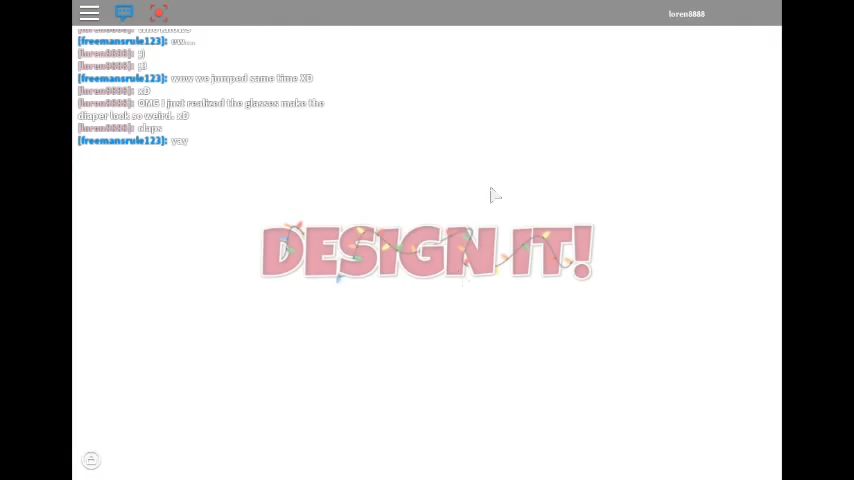 loren8888
[freemansrule123]: ew...
[loren8888]: ;)
[loren8888]: ;)
[freemansrule123]: wow we jumped same time XD
[loren8888]: xD
[loren8888]: OMG I just realized the glasses make the
diaper look so weird. xD
[loren8888]: claps
[freemansrule123]: yay
DESIGN IT!